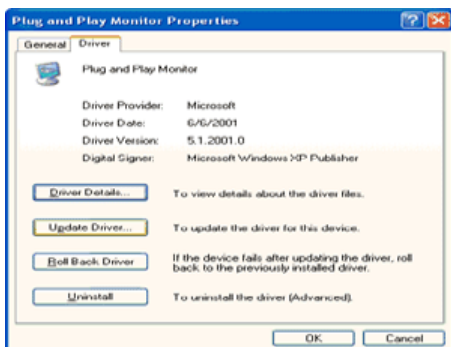 Plug and Play Monitor Properties
General Driver
Plug and Play Monitor
Driver Provider: Microsoft
Driver Date: 6/6/2001
Driver Version: 5.1.2001.0
Digital Signer: Microsoft Windows XP Publisher
Driver Details... To view details about the driver files.
Update Driver... To update the driver for this device.
Roll Back Driver If the device fails after updating the driver, roll
back to the previously installed driver.
Uninstall To uninstall the driver (Advanced).
OK Cancel